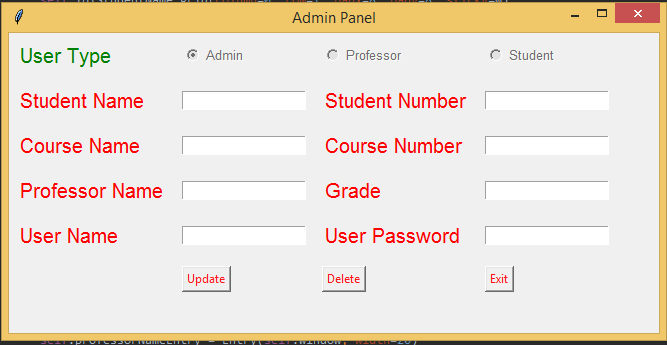 Admin Panel
User Type Admin Professor Student
Student Name Student Number
Course Name Course Number
Professor Name Grade
User Name User Password
Update Delete Exit
self.professorNameEntry = Entry(self.window, width=20)